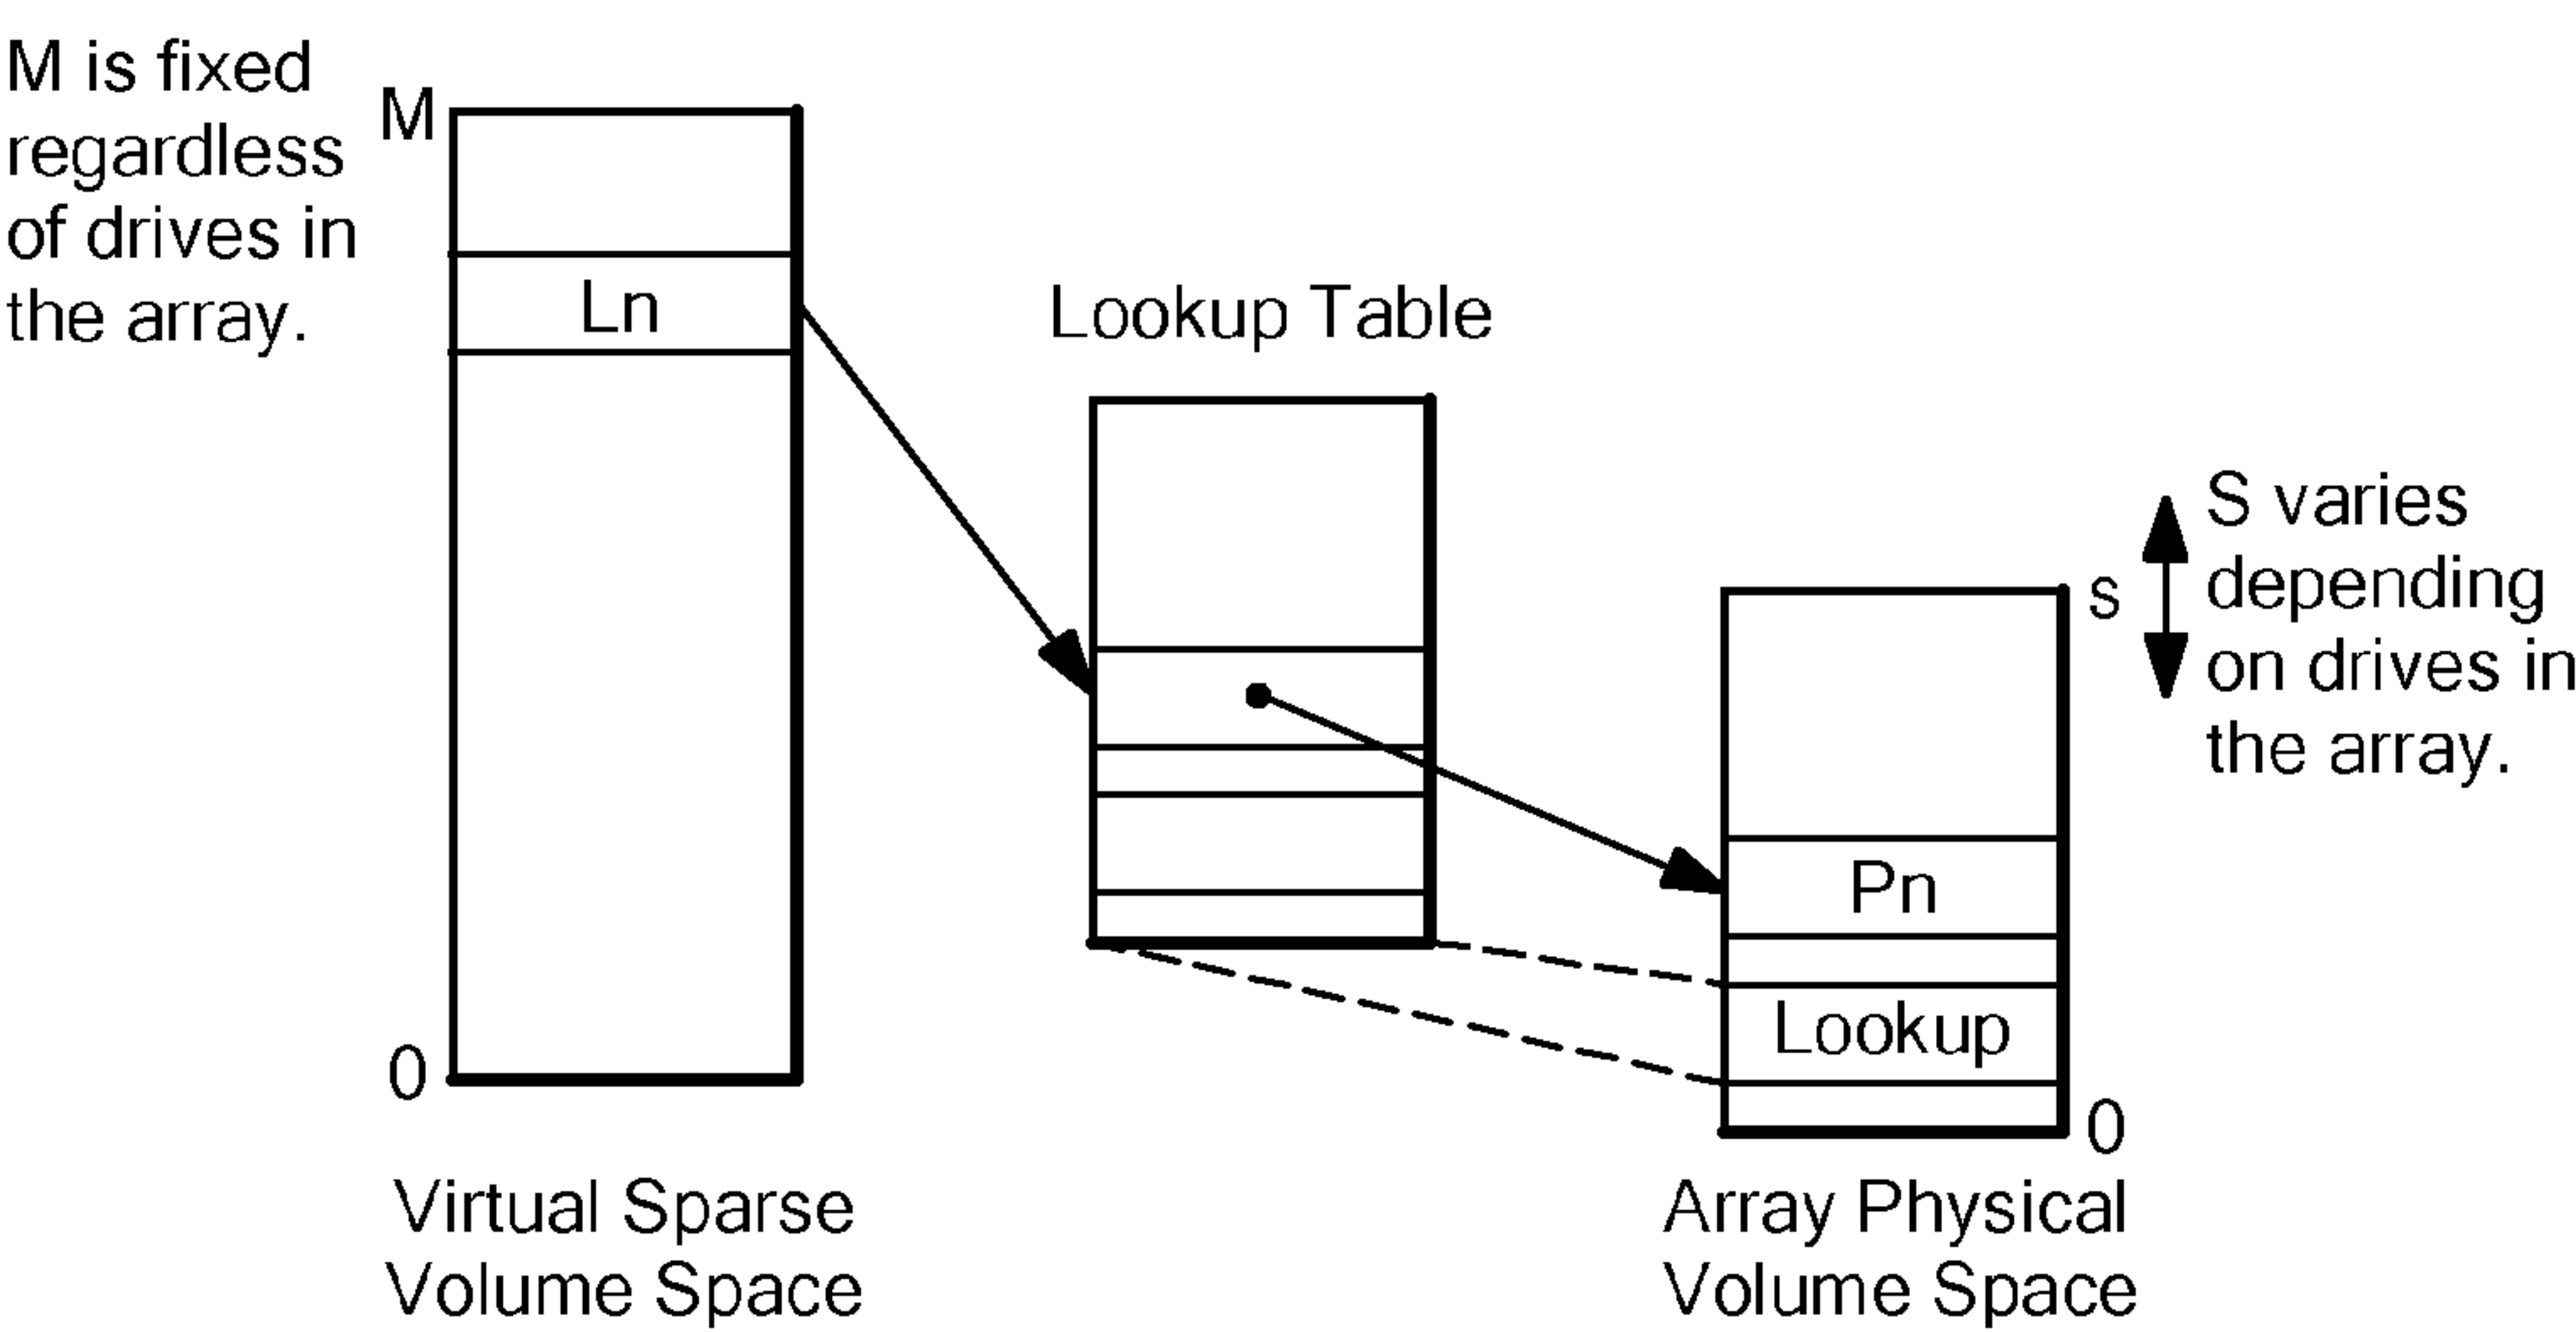 M is fixed
regardless
of drives in
the array.
M
Ln
0
Virtual Sparse
Volume Space
Lookup Table
S varies
depending
on drives in
the array.
s
Pn
Lookup
0
Array Physical
Volume Space